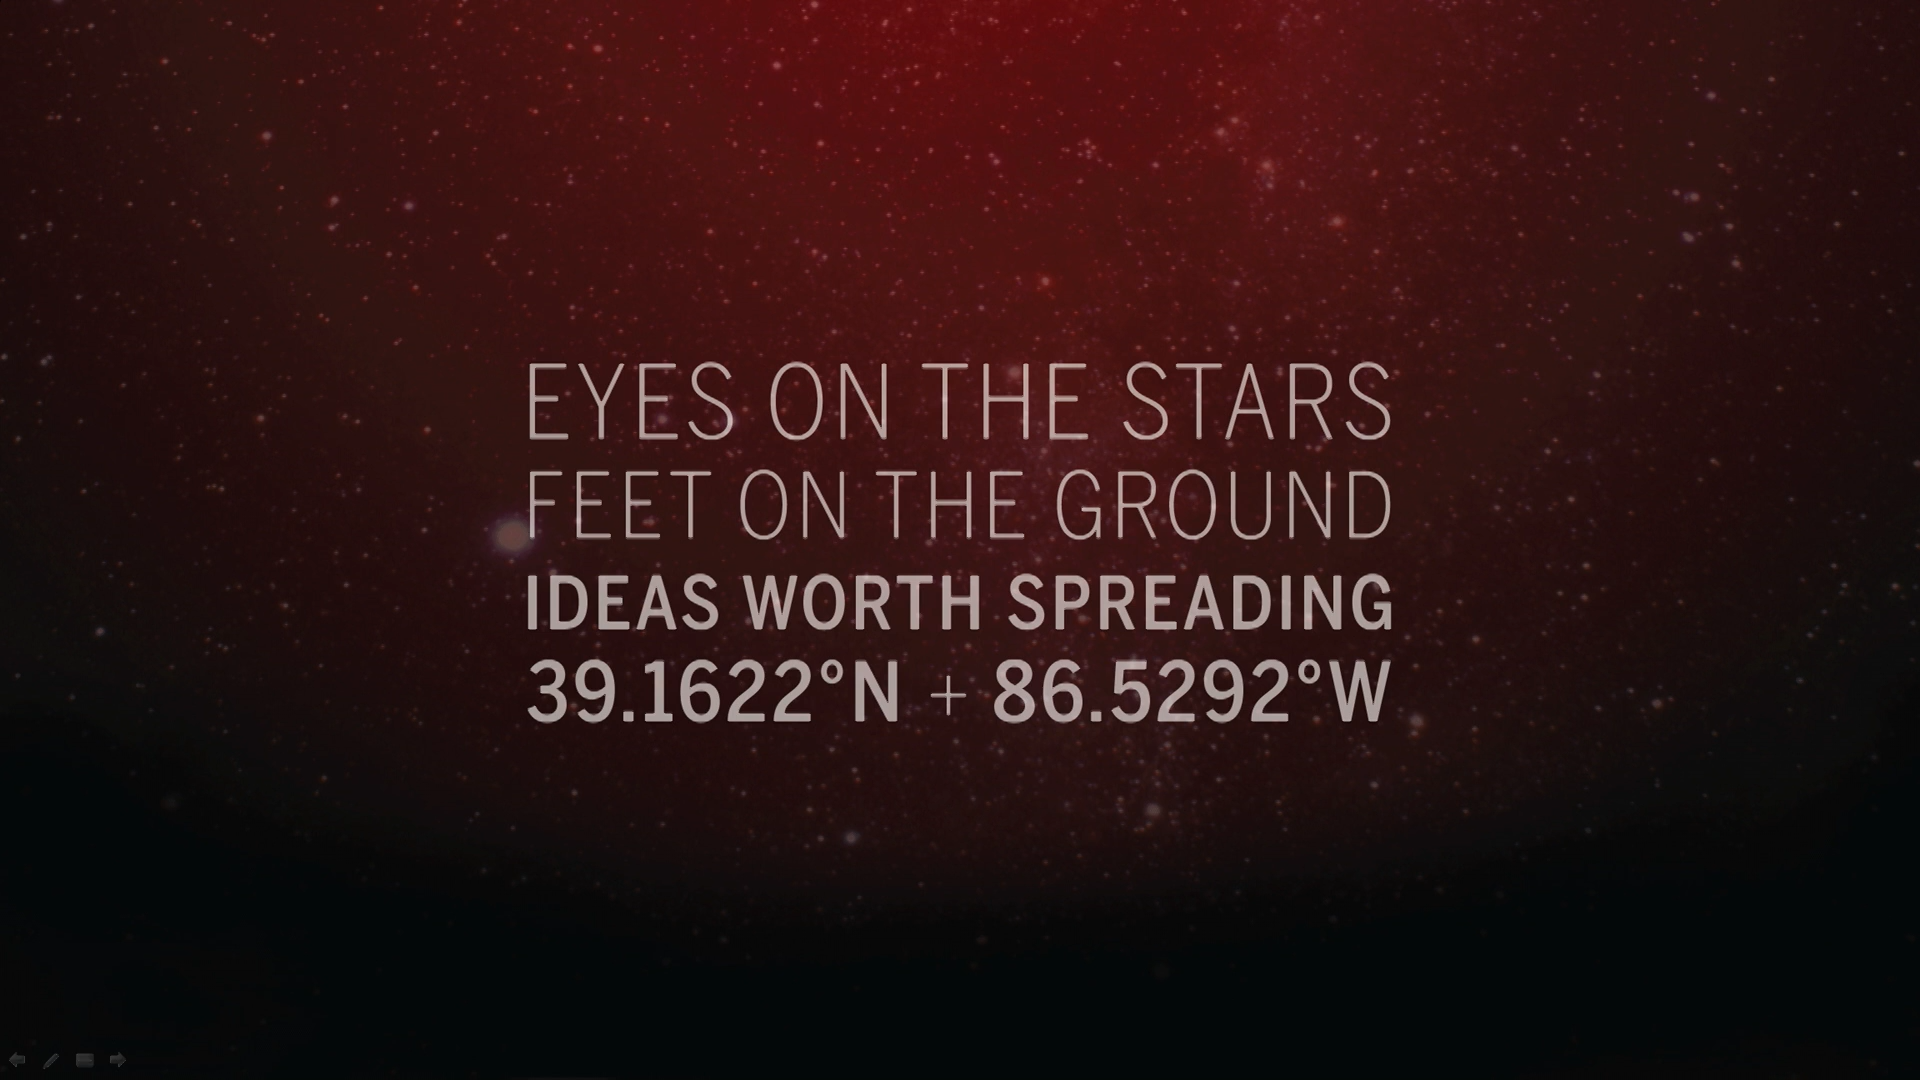 EYES ON THE STARS
FEET ON THE GROUND
IDEAS WORTH SPREADING
39.1622°N + 86.5292°W